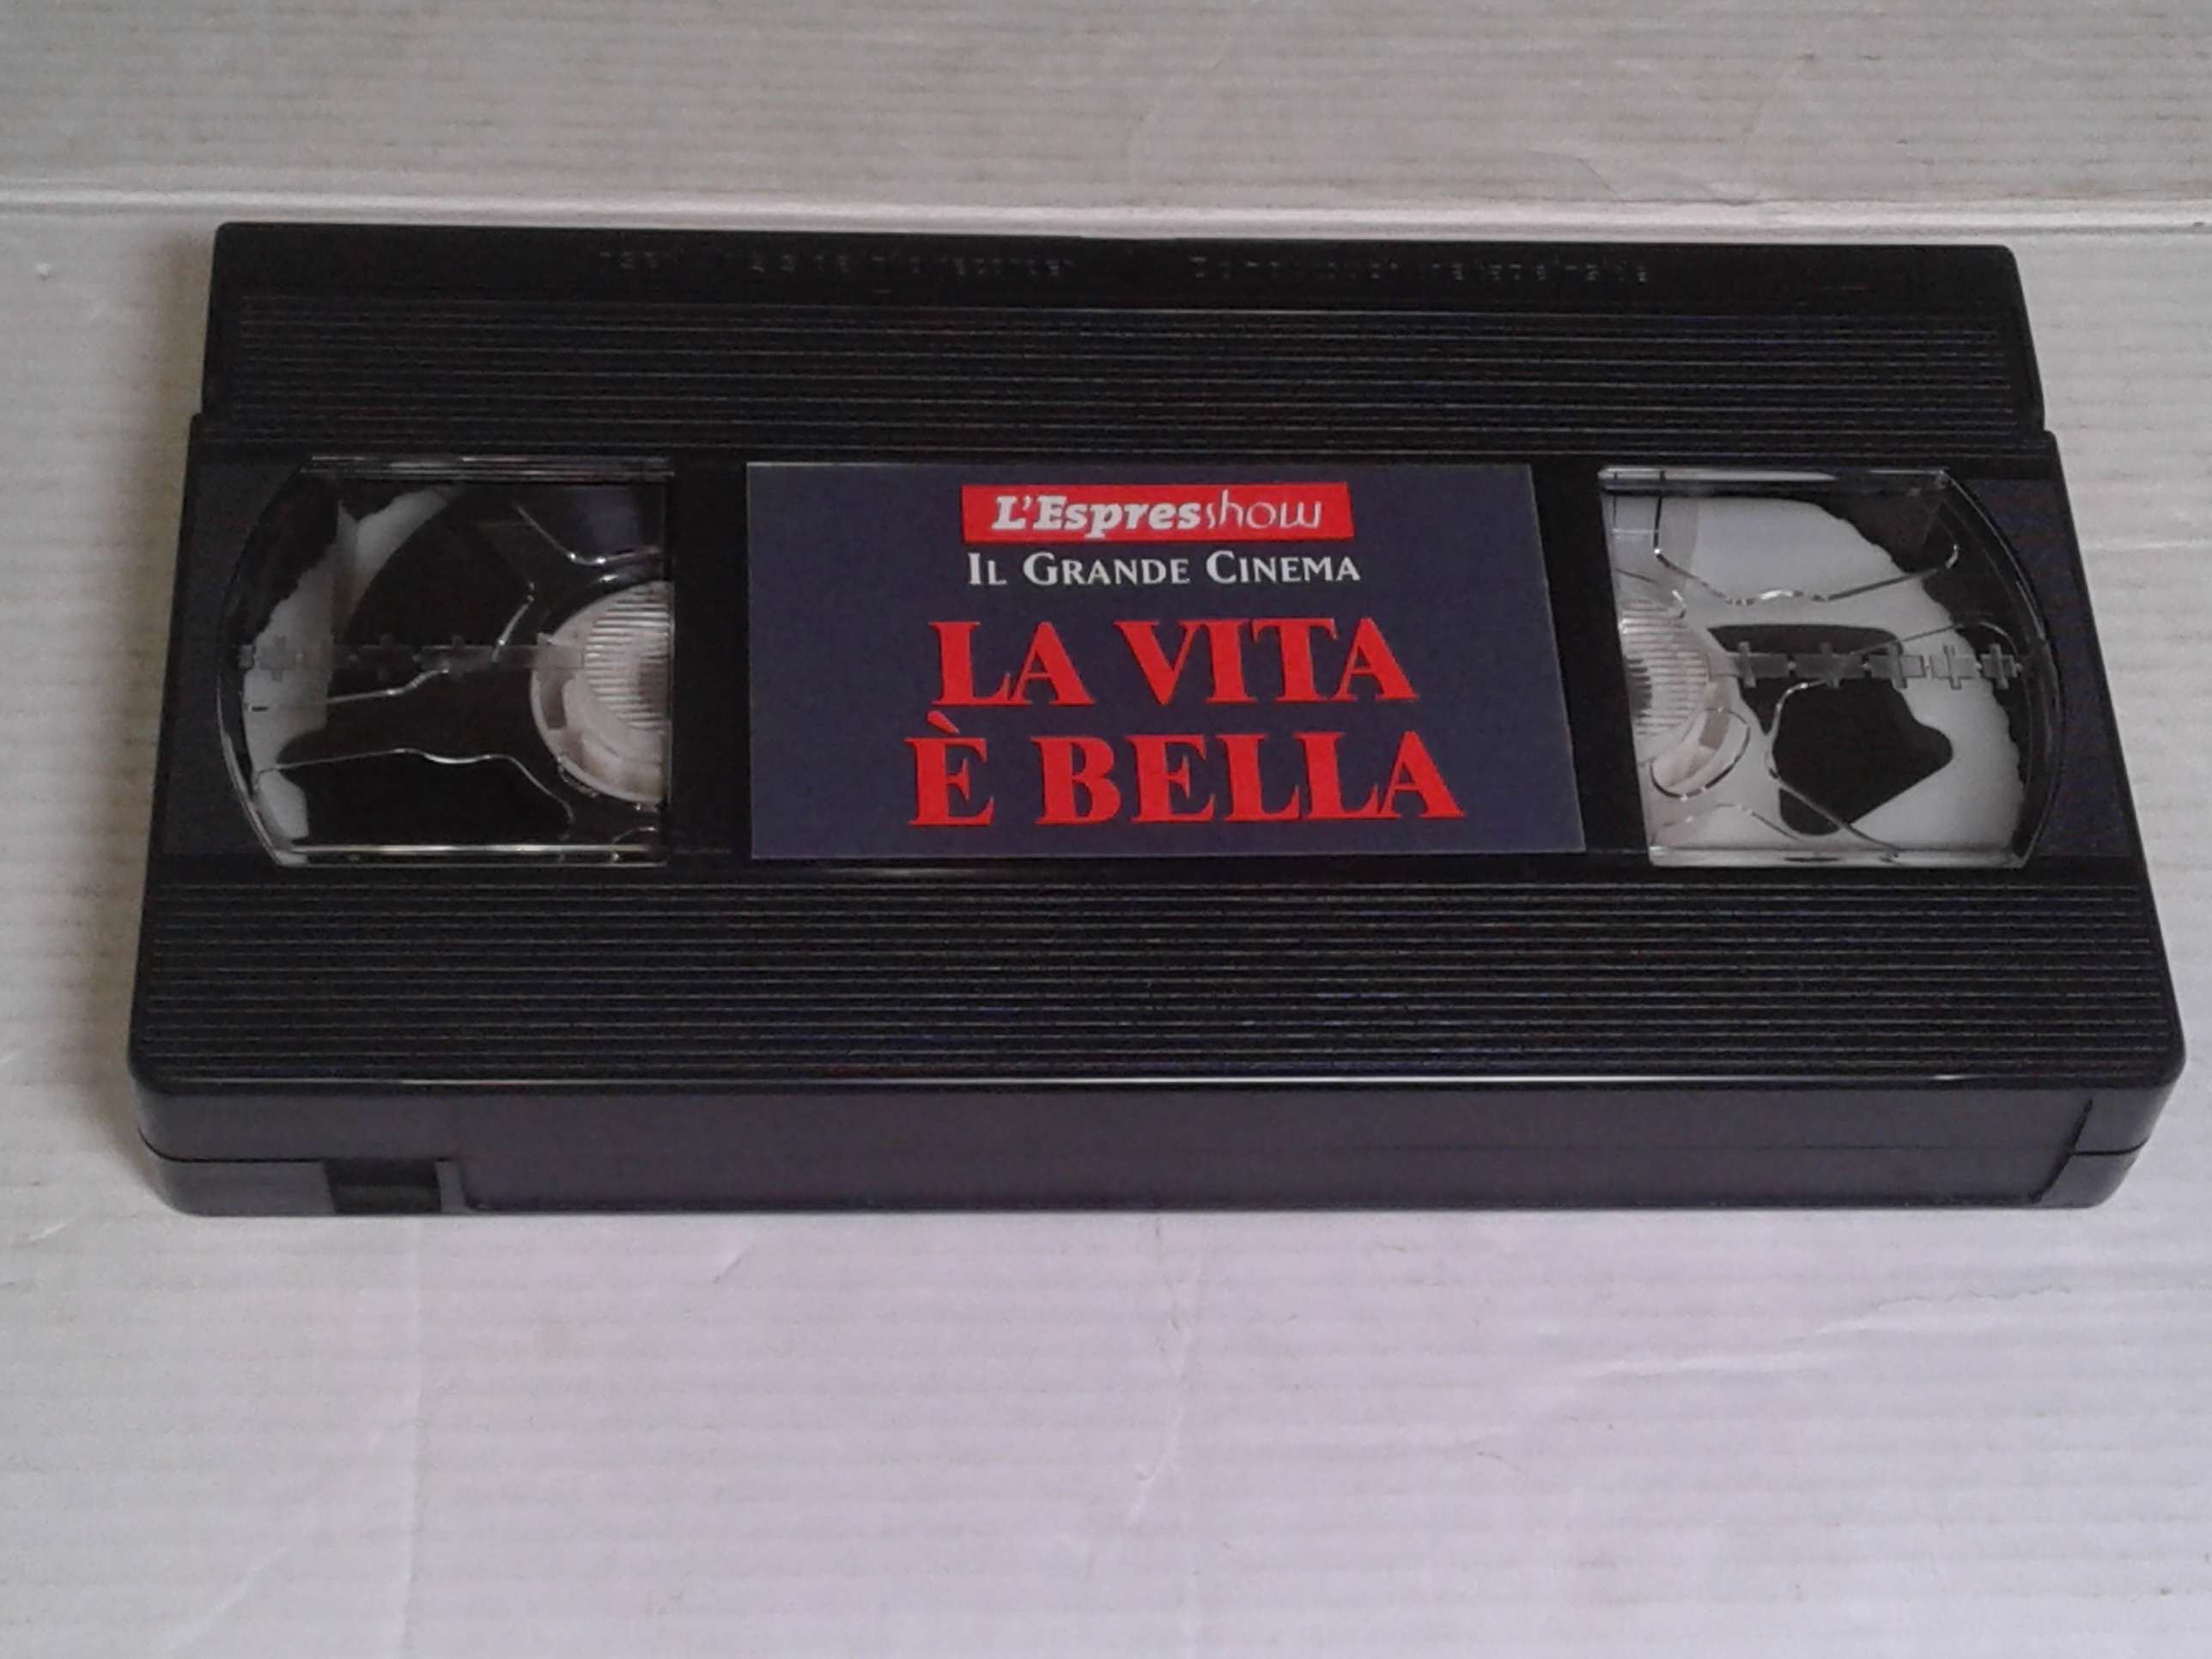 L'Espresshow
IL GRANDE CINEMA
LA VITA
È BELLA